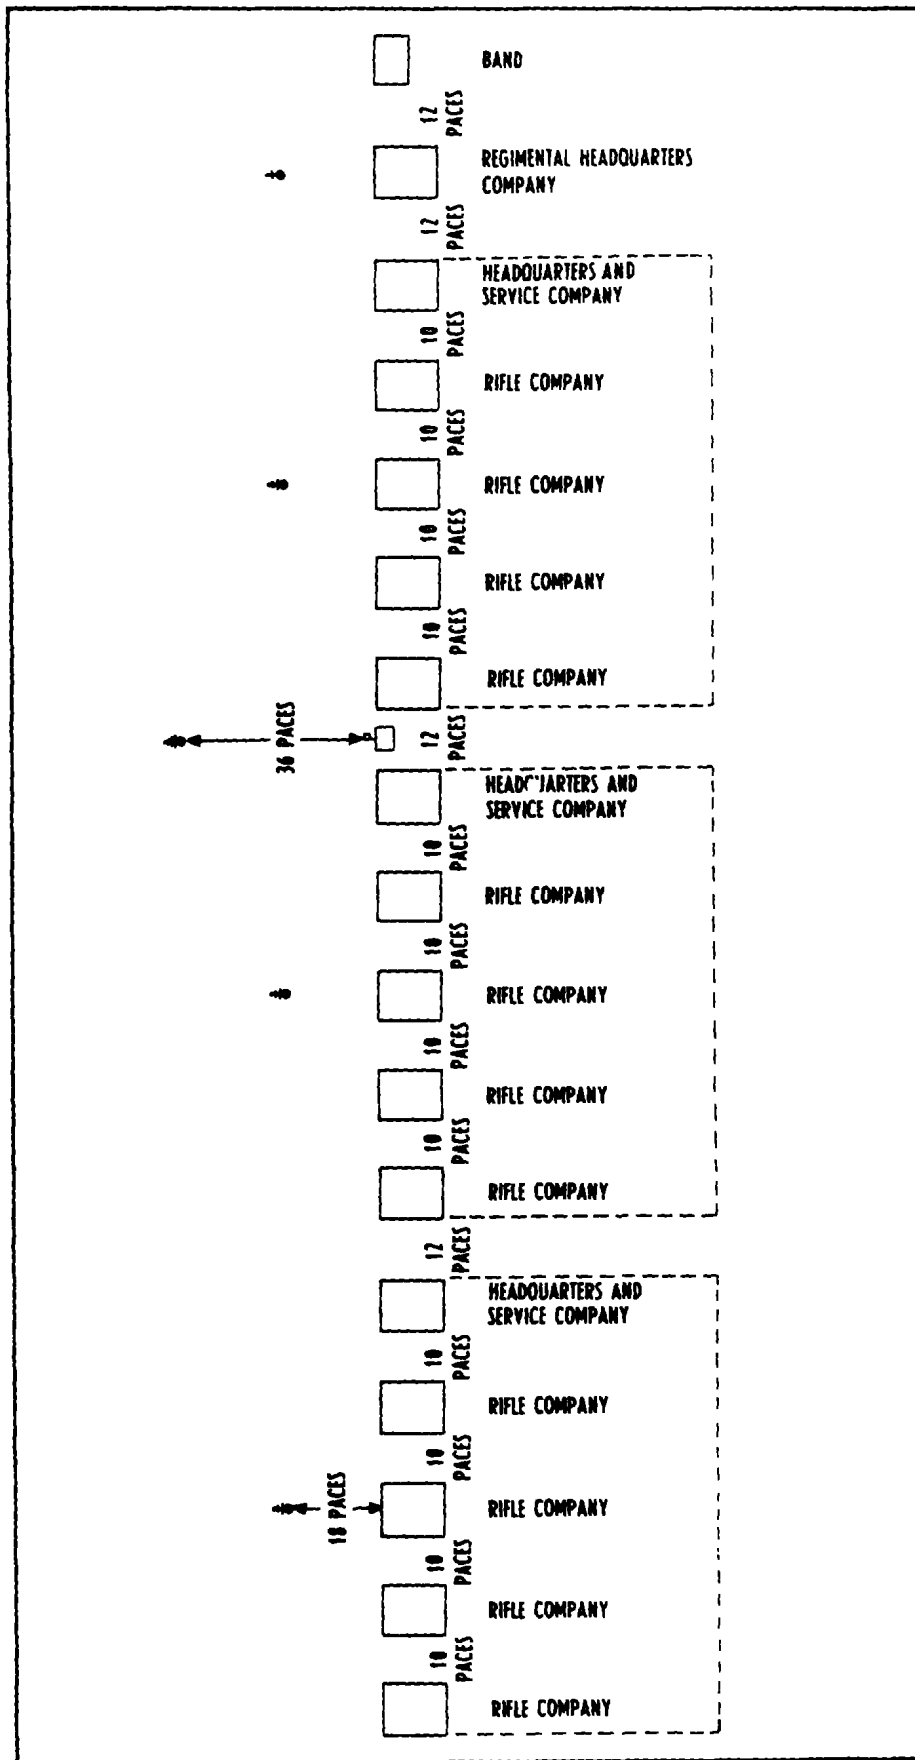 BAND
12
PACES
REGIMENTAL HEADQUARTERS
COMPANY
12
PACES
HEADQUARTERS AND
SERVICE COMPANY
10
PACES
RIFLE COMPANY
10
PACES
RIFLE COMPANY
10
PACES
RIFLE COMPANY
10
PACES
RIFLE COMPANY
36 PACES
12
PACES
HEADQUARTERS AND
SERVICE COMPANY
10
PACES
RIFLE COMPANY
10
PACES
RIFLE COMPANY
10
PACES
RIFLE COMPANY
10
PACES
RIFLE COMPANY
12
PACES
HEADQUARTERS AND
SERVICE COMPANY
10
PACES
RIFLE COMPANY
10
PACES
18 PACES
RIFLE COMPANY
10
PACES
RIFLE COMPANY
10
PACES
RIFLE COMPANY